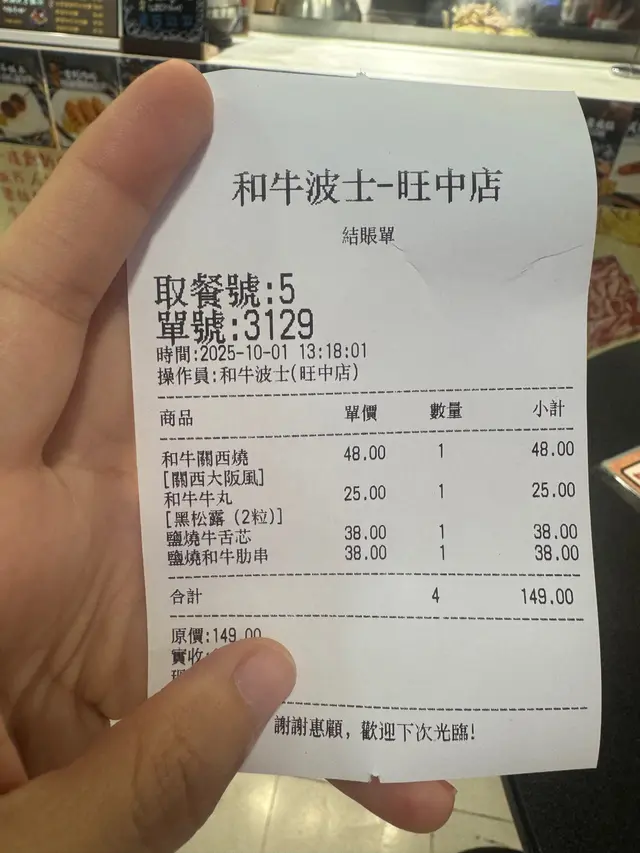 和牛波士-旺中店
結賬單
取餐號:5
單號:3129
時間:2025-10-01 13:18:01
操作員:和牛波士(旺中店)
商品 單價 數量 小計
和牛關西燒 48.00 1 48.00
[關西大阪風]
和牛牛丸 25.00 1 25.00
[黑松露 (2粒)]
鹽燒牛舌芯 38.00 1 38.00
鹽燒和牛肋串 38.00 1 38.00
合計 4 149.00
原價:149.00
實收:
謝謝惠顧, 歡迎下次光臨!